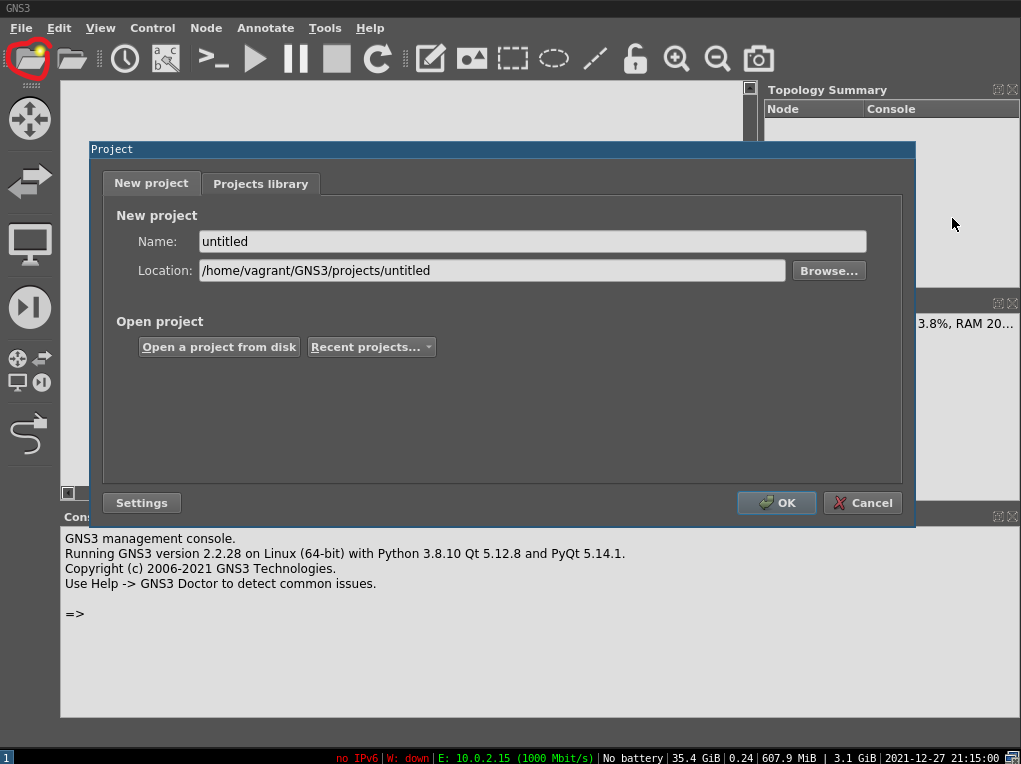 GNS3
File Edit View Control Node Annotate Tools Help
a b c
Topology Summary
Node Console
Project
New project Projects library
New project
Name: untitled
Location: /home/vagrant/GNS3/projects/untitled Browse...
3.8%, RAM 20...
Open project
Open a project from disk Recent projects...
Settings OK Cancel
Con
GNS3 management console.
Running GNS3 version 2.2.28 on Linux (64-bit) with Python 3.8.10 Qt 5.12.8 and PyQt 5.14.1.
Copyright (c) 2006-2021 GNS3 Technologies.
Use Help -> GNS3 Doctor to detect common issues.
=>
1 no IPv6|W: down|E: 10.0.2.15 (1000 Mbit/s)|No battery|35.4 GiB|0.24|607.9 MiB | 3.1 GiB|2021-12-27 21:15:00